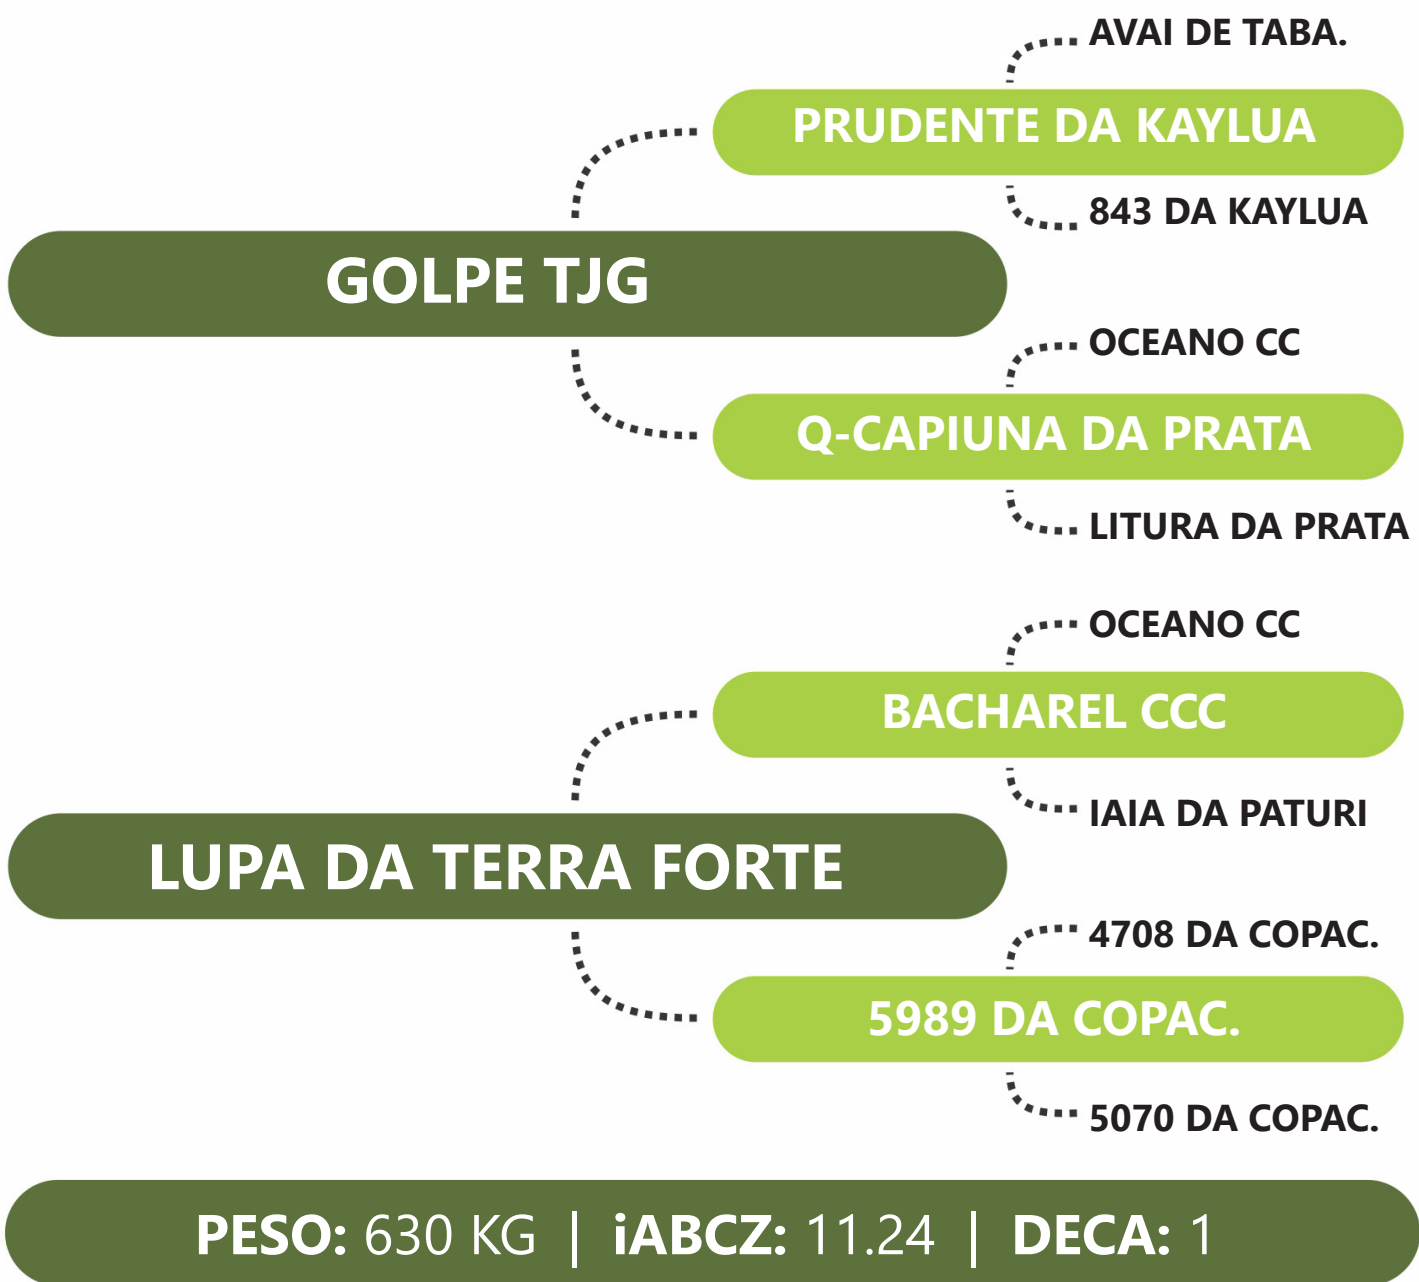 AVAI DE TABA.
PRUDENTE DA KAYLUA
843 DA KAYLUA
GOLPE TJG
OCEANO CC
Q-CAPIUNA DA PRATA
LITURA DA PRATA
OCEANO CC
BACHAREL CCC
IAIA DA PATURI
LUPA DA TERRA FORTE
4708 DA COPAC.
5989 DA COPAC.
5070 DA COPAC.
PESO: 630 KG | iABCZ: 11.24 | DECA: 1